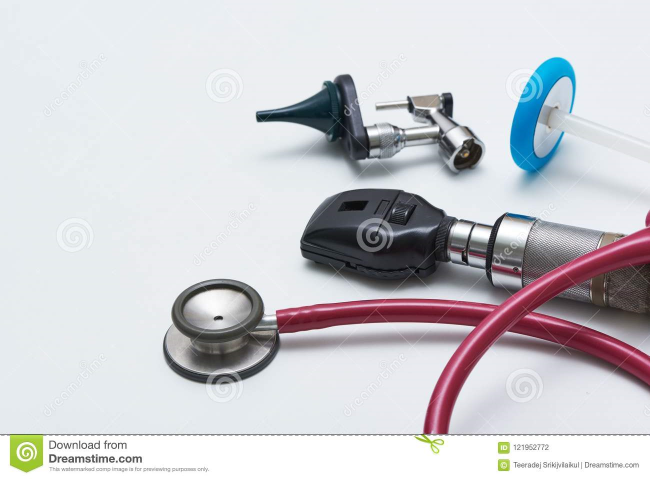 Download from
Dreamstime.com
This watermarked comp image is for previewing purposes only.
121952772
Teeradej Srikijvilaikul | Dreamstime.com